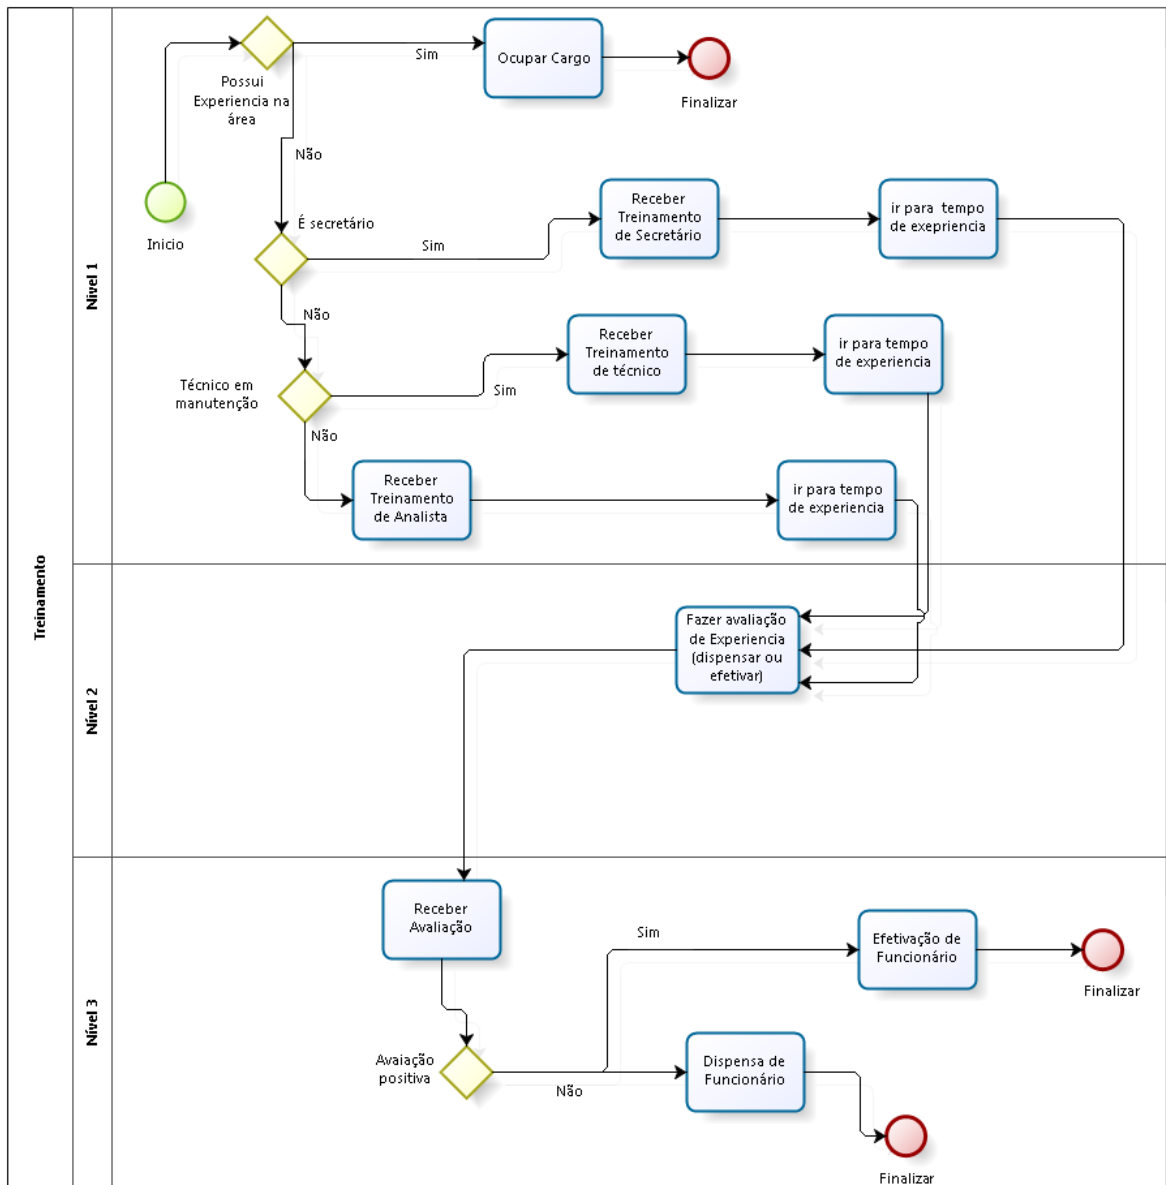 Treinamento
Nível 1
Possui
Experiencia na
área
Sim
Ocupar Cargo
Finalizar
Não
Inicio
É secretário
Sim
Receber
Treinamento
de Secretário
ir para  tempo
de exepriencia
Não
Técnico em
manutenção
Sim
Receber
Treinamento
de técnico
ir para tempo
de experiencia
Não
Receber
Treinamento
de Analista
ir para tempo
de experiencia
Nível 2
Fazer avaliação
de Experiencia
(dispensar ou
efetivar)
Nível 3
Receber
Avaliação
Sim
Efetivação de
Funcionário
Finalizar
Avaiação
positiva
Não
Dispensa de
Funcionário
Finalizar